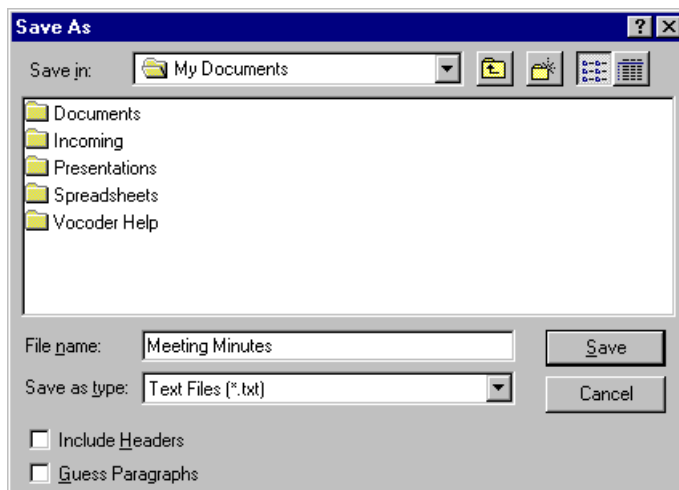 Save As
Save in: My Documents
Documents
Incoming
Presentations
Spreadsheets
Vocoder Help
File name: Meeting Minutes Save
Save as type: Text Files (*.txt) Cancel
Include Headers
Guess Paragraphs